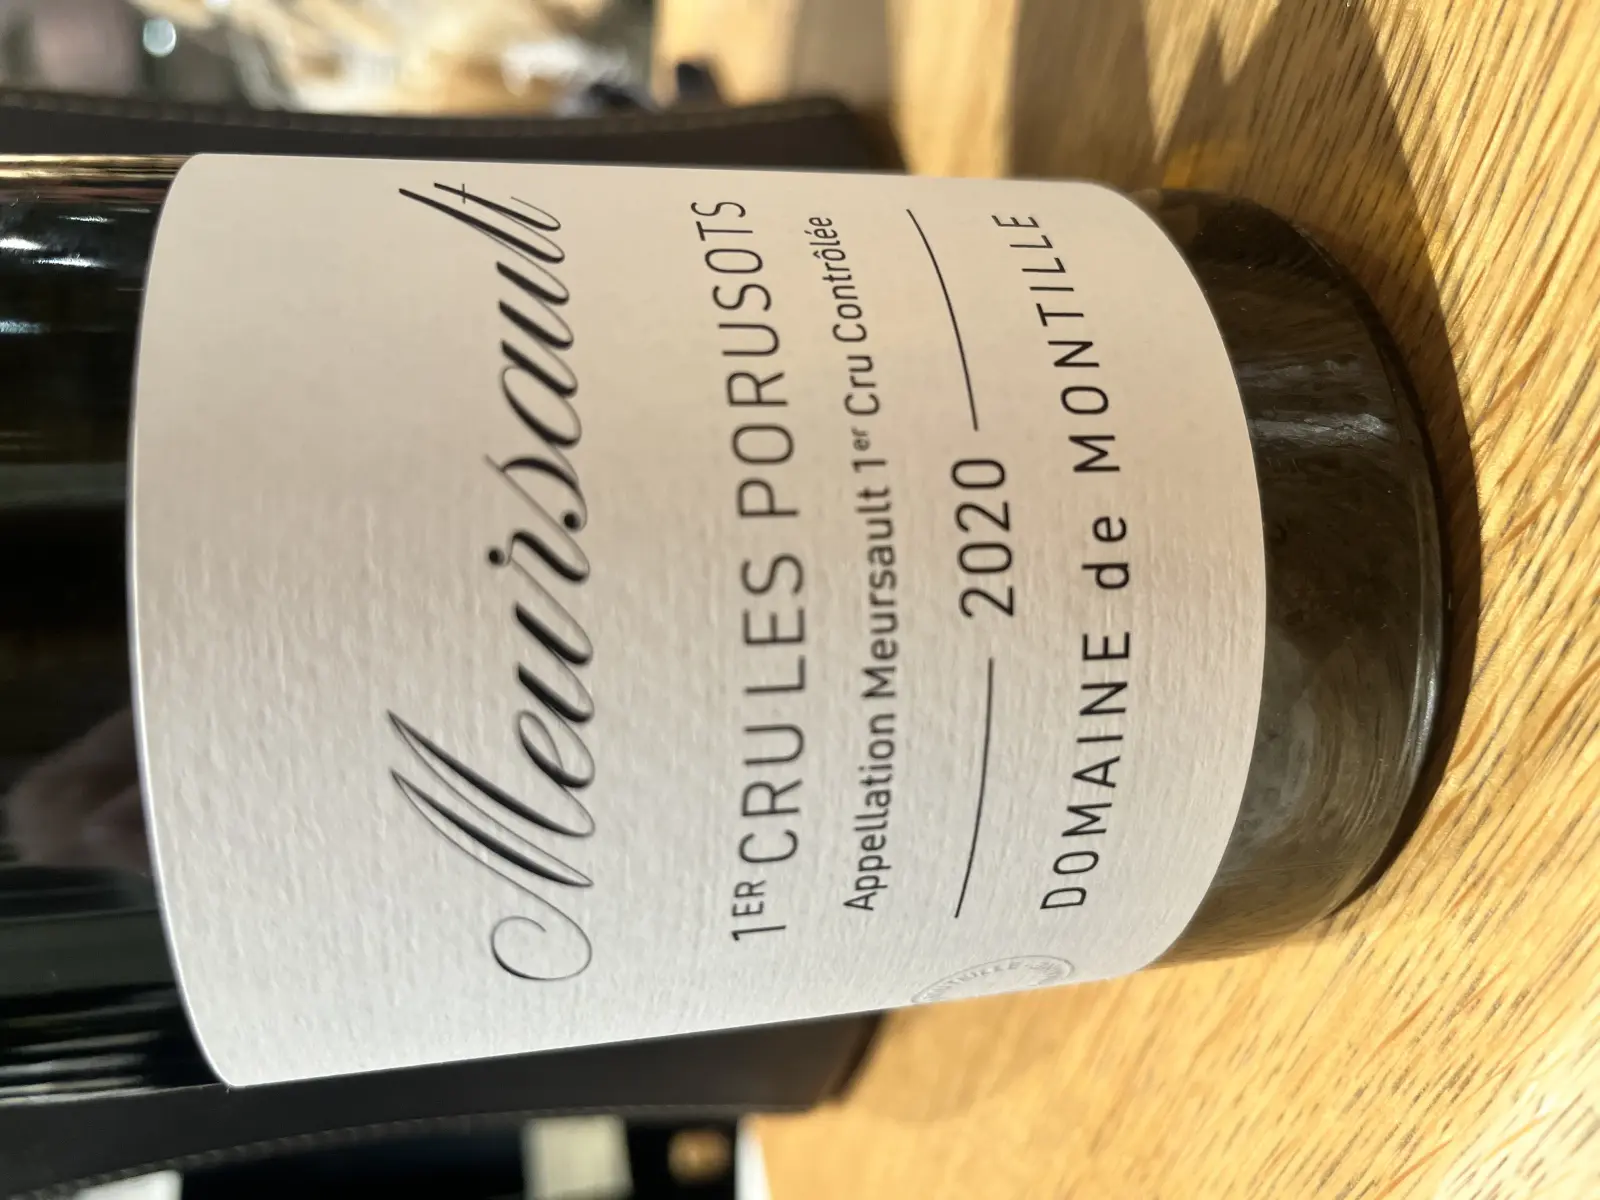 Meursault
1ER CRU LES PORUSOTS
Appellation Meursault 1er Cru Contrôlée
2020
DOMAINE de MONTILLE